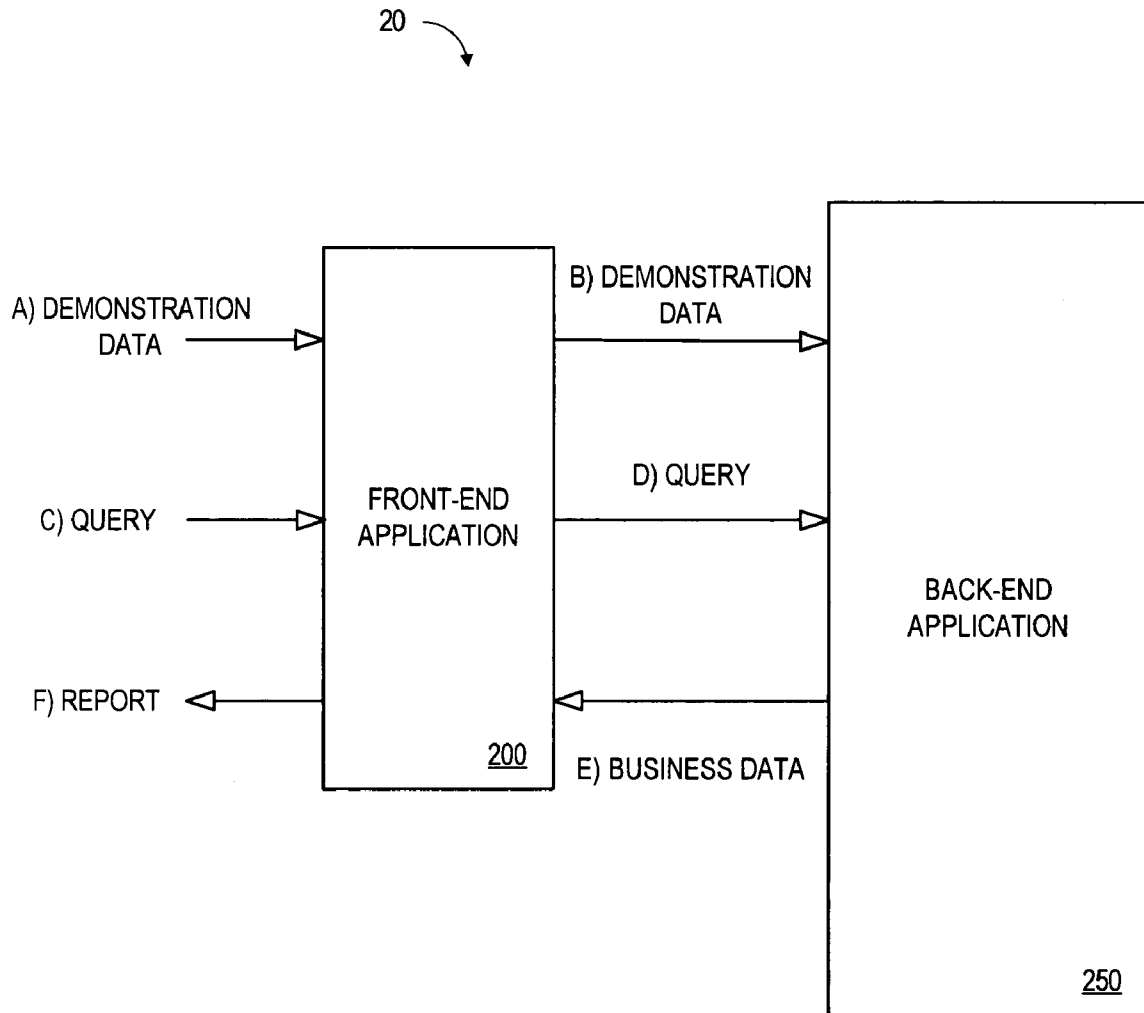 20
A) DEMONSTRATION
DATA
B) DEMONSTRATION
DATA
C) QUERY
FRONT-END
APPLICATION
D) QUERY
BACK-END
APPLICATION
F) REPORT
200
E) BUSINESS DATA
250